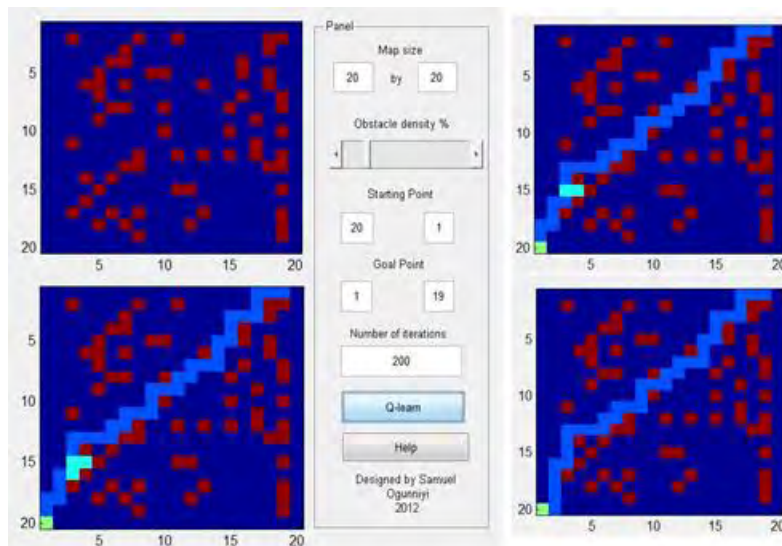 5
10
15
20
5 10 15 20
Panel
Map size
20 by 20
Obstacle density %
Starting Point
20 1
Goal Point
1 19
Number of iterations
200
Q-learn
Help
Designed by Samuel
Ogunniyi
2012
5
10
15
20
5 10 15 20
5
10
15
20
5 10 15 20
5
10
15
20
5 10 15 20